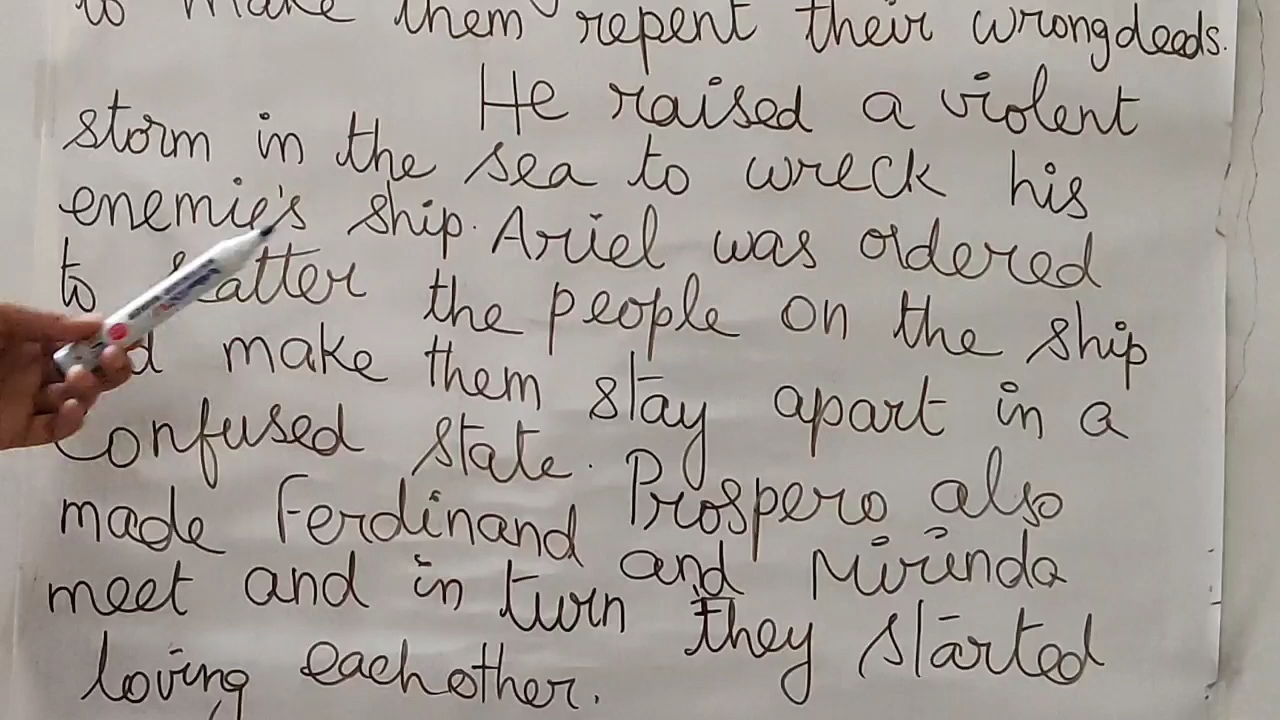 to make them repent their wrongdeeds.
He raised a violent
storm in the sea to wreck his
enemie's ship. Ariel was ordered
to the people on the ship
make them stay apart in a
confused state. Prospero also
made Ferdinand and Mirinda
meet and in turn they started
loving eachother.